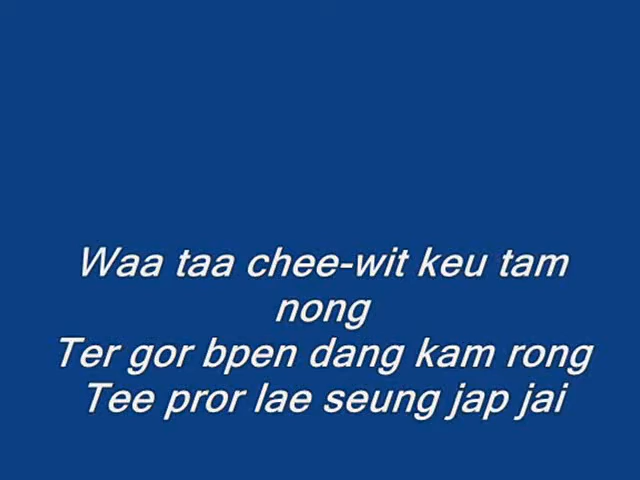 Waa taa chee-wit keu tam
nong
Ter gor bpen dang kam rong
Tee pror lae seung jap jai